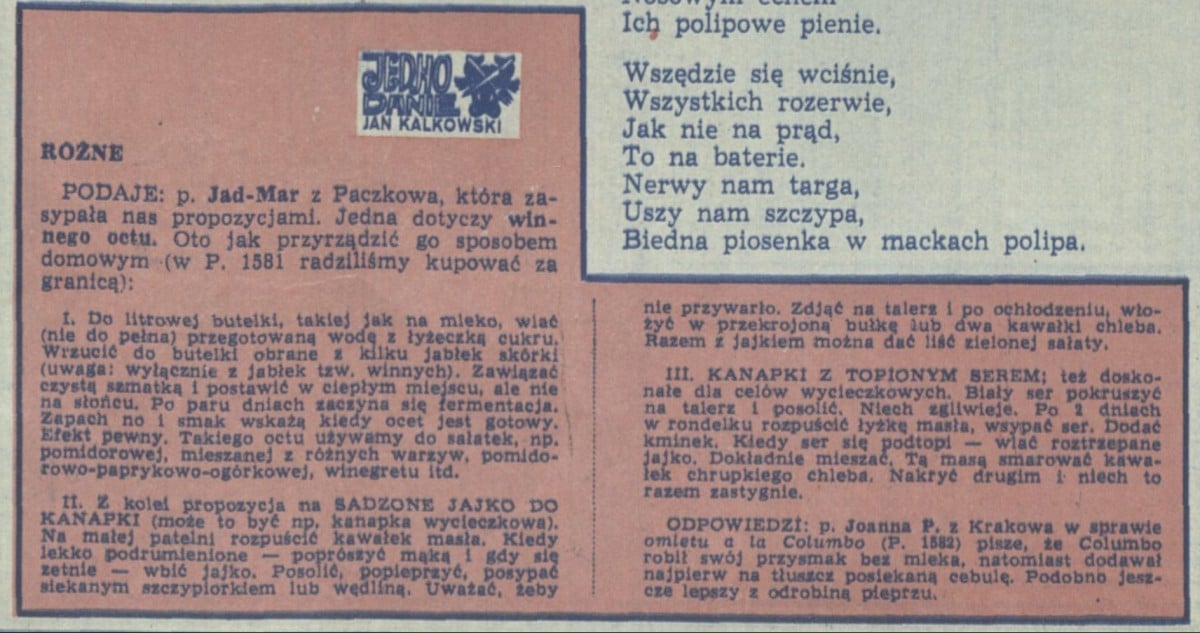 Nosowym echem
Ich polipowe pienie.
Wszędzie się wciśnie,
Wszystkich rozerwie,
Jak nie na prąd,
To na baterie.
Nerwy nam targa,
Uszy nam szczypa,
Biedna piosenka w mackach polipa.
JEDNO
DANIE
JAN KALKOWSKI
RÓŻNE
PODAJE: p. Jad-Mar z Paczkowa, która za-
sypała nas propozycjami. Jedna dotyczy win-
nego octu. Oto jak przyrządzić go sposobem
domowym (w P. 1581 radziliśmy kupować za
granicą):
I. Do litrowej butelki, takiej jak na mleko, wlać
(nie do pełna) przegotowaną wodę z łyżeczką cukru.
Wrzucić do butelki obrane z kilku jabłek skórki
(uwaga: wyłącznie z jabłek tzw. winnych). Zawiązać
czystą szmatką i postawić w ciepłym miejscu, ale nie
na słońcu. Po paru dniach zaczyna się fermentacja.
Zapach no i smak wskażą kiedy ocet jest gotowy.
Efekt pewny. Takiego octu używamy do sałatek, np.
pomidorowej, mieszanej z różnych warzyw, pomido-
rowo-paprykowo-ogórkowej, winegretu itd.
II. Z kolei propozycja na SADZONE JAJKO DO
KANAPKI (może to być np. kanapka wycieczkowa).
Na małej patelni rozpuścić kawałek masła. Kiedy
lekko podrumienione — poprószyć mąką i gdy się
zetnie — wbić jajko. Posolić, popieprzyć, posypać
siekanym szczypiorkiem lub wędliną. Uważać, żeby
nie przywarło. Zdjąć na talerz i po ochłodzeniu, wło-
żyć w przekrojoną bułkę lub dwa kawałki chleba.
Razem z jajkiem można dać liść zielonej sałaty.
III. KANAPKI Z TOPIONYM SEREM; też dosko-
nałe dla celów wycieczkowych. Biały ser pokruszyć
na talerz i posolić. Niech zgliwieje. Po 2 dniach
w rondelku rozpuścić łyżkę masła, wsypać ser. Dodać
kminek. Kiedy ser się podtopi — wlać roztrzepane
jajko. Dokładnie mieszać. Tą masą smarować kawa-
łek chrupkiego chleba. Nakryć drugim i niech to
razem zastygnie.
ODPOWIEDZI: p. Joanna P. z Krakowa w sprawie
omletu a la Columbo (P. 1582) pisze, że Columbo
robił swój przysmak bez mleka, natomiast dodawał
najpierw na tłuszcz posiekaną cebulę. Podobno jesz-
cze lepszy z odrobiną pieprzu.